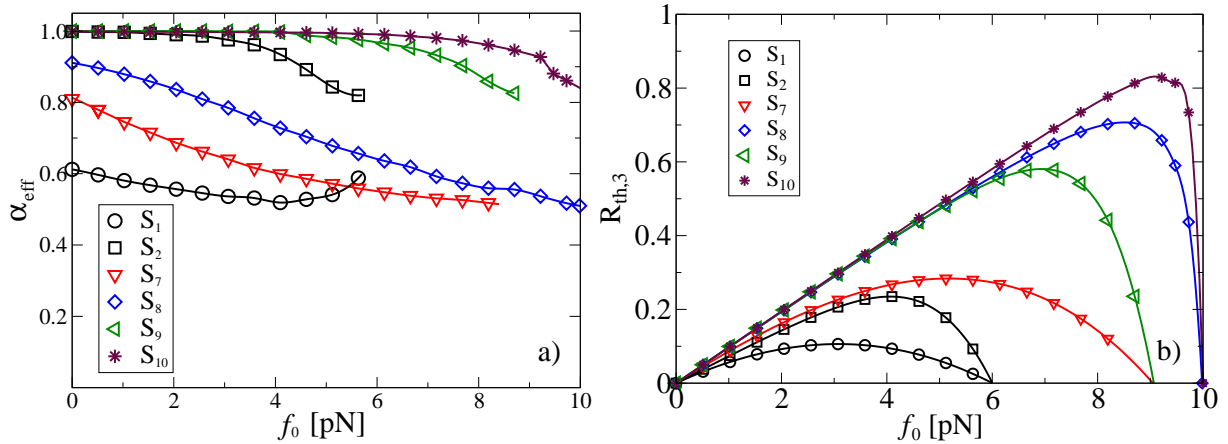 1.0
0.8
0.6
0.4
0.2
0 2 4 6 8 10
α_eff
f_0 [pN]
S_1
S_2
S_7
S_8
S_9
S_10
a)
1
0.8
0.6
0.4
0.2
0
0 2 4 6 8 10
R_th,3
f_0 [pN]
S_1
S_2
S_7
S_8
S_9
S_10
b)